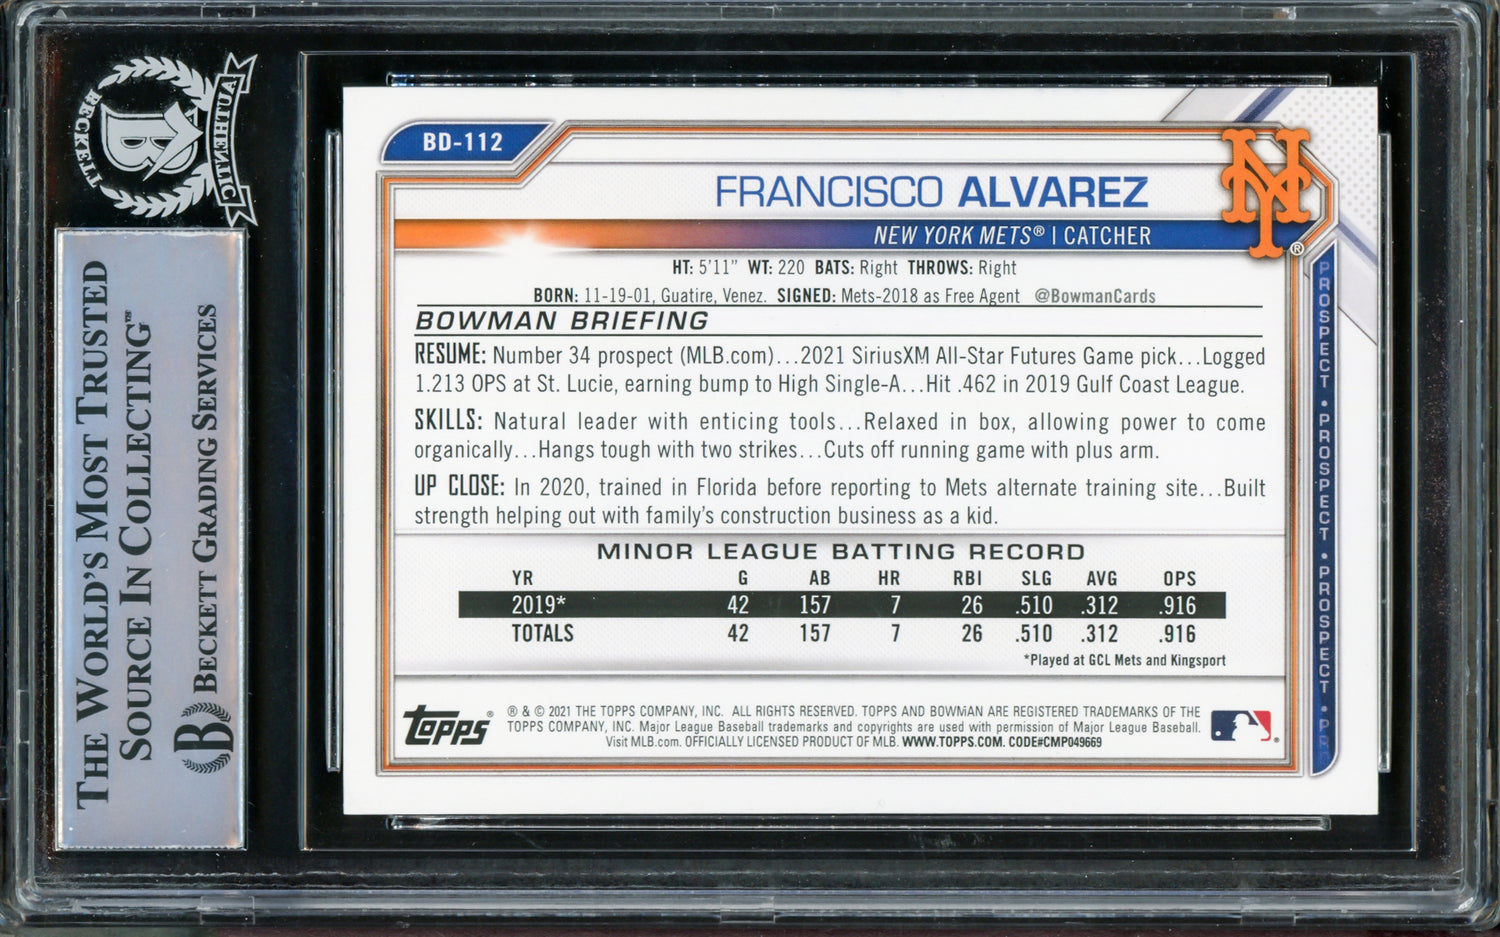 BECKETT
AUTHENTIC
B
THE WORLD'S MOST TRUSTED
SOURCE IN COLLECTING™
BECKETT GRADING SERVICES
B
BD-112
FRANCISCO ALVAREZ
NY
®
NEW YORK METS® | CATCHER
HT: 5'11” WT: 220 BATS: Right THROWS: Right
BORN: 11-19-01, Guatire, Venez. SIGNED: Mets-2018 as Free Agent @BowmanCards
BOWMAN BRIEFING
RESUME: Number 34 prospect (MLB.com)...2021 SiriusXM All-Star Futures Game pick...Logged
1.213 OPS at St. Lucie, earning bump to High Single-A...Hit .462 in 2019 Gulf Coast League.
SKILLS: Natural leader with enticing tools...Relaxed in box, allowing power to come
organically...Hangs tough with two strikes...Cuts off running game with plus arm.
UP CLOSE: In 2020, trained in Florida before reporting to Mets alternate training site...Built
strength helping out with family's construction business as a kid.
MINOR LEAGUE BATTING RECORD
YR G AB HR RBI SLG AVG OPS
2019* 42 157 7 26 .510 .312 .916
TOTALS 42 157 7 26 .510 .312 .916
*Played at GCL Mets and Kingsport
topps®
® & © 2021 THE TOPPS COMPANY, INC. ALL RIGHTS RESERVED. TOPPS AND BOWMAN ARE REGISTERED TRADEMARKS OF THE
TOPPS COMPANY, INC. Major League Baseball trademarks and copyrights are used with permission of Major League Baseball.
Visit MLB.com. OFFICIALLY LICENSED PRODUCT OF MLB. WWW.TOPPS.COM. CODE#CMP049669
PROSPECT • PROSPECT • PROSPECT • PR